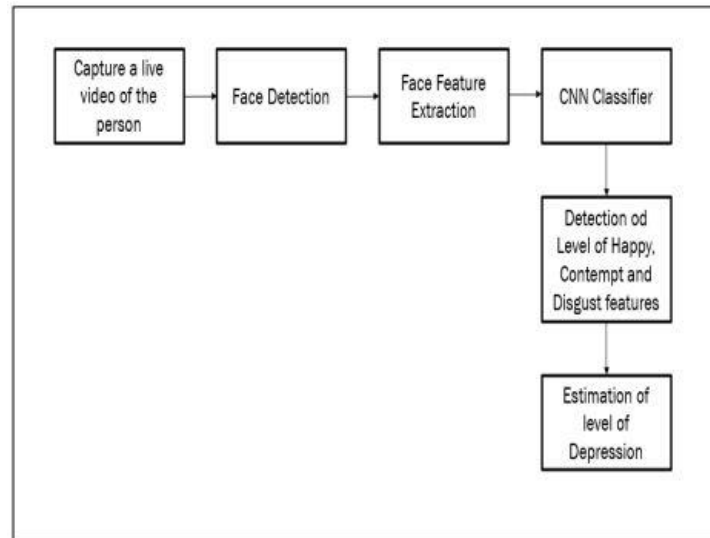 Capture a live
video of the
person
Face Detection
Face Feature
Extraction
CNN Classifier
Detection od
Level of Happy,
Contempt and
Disgust features
Estimation of
level of
Depression